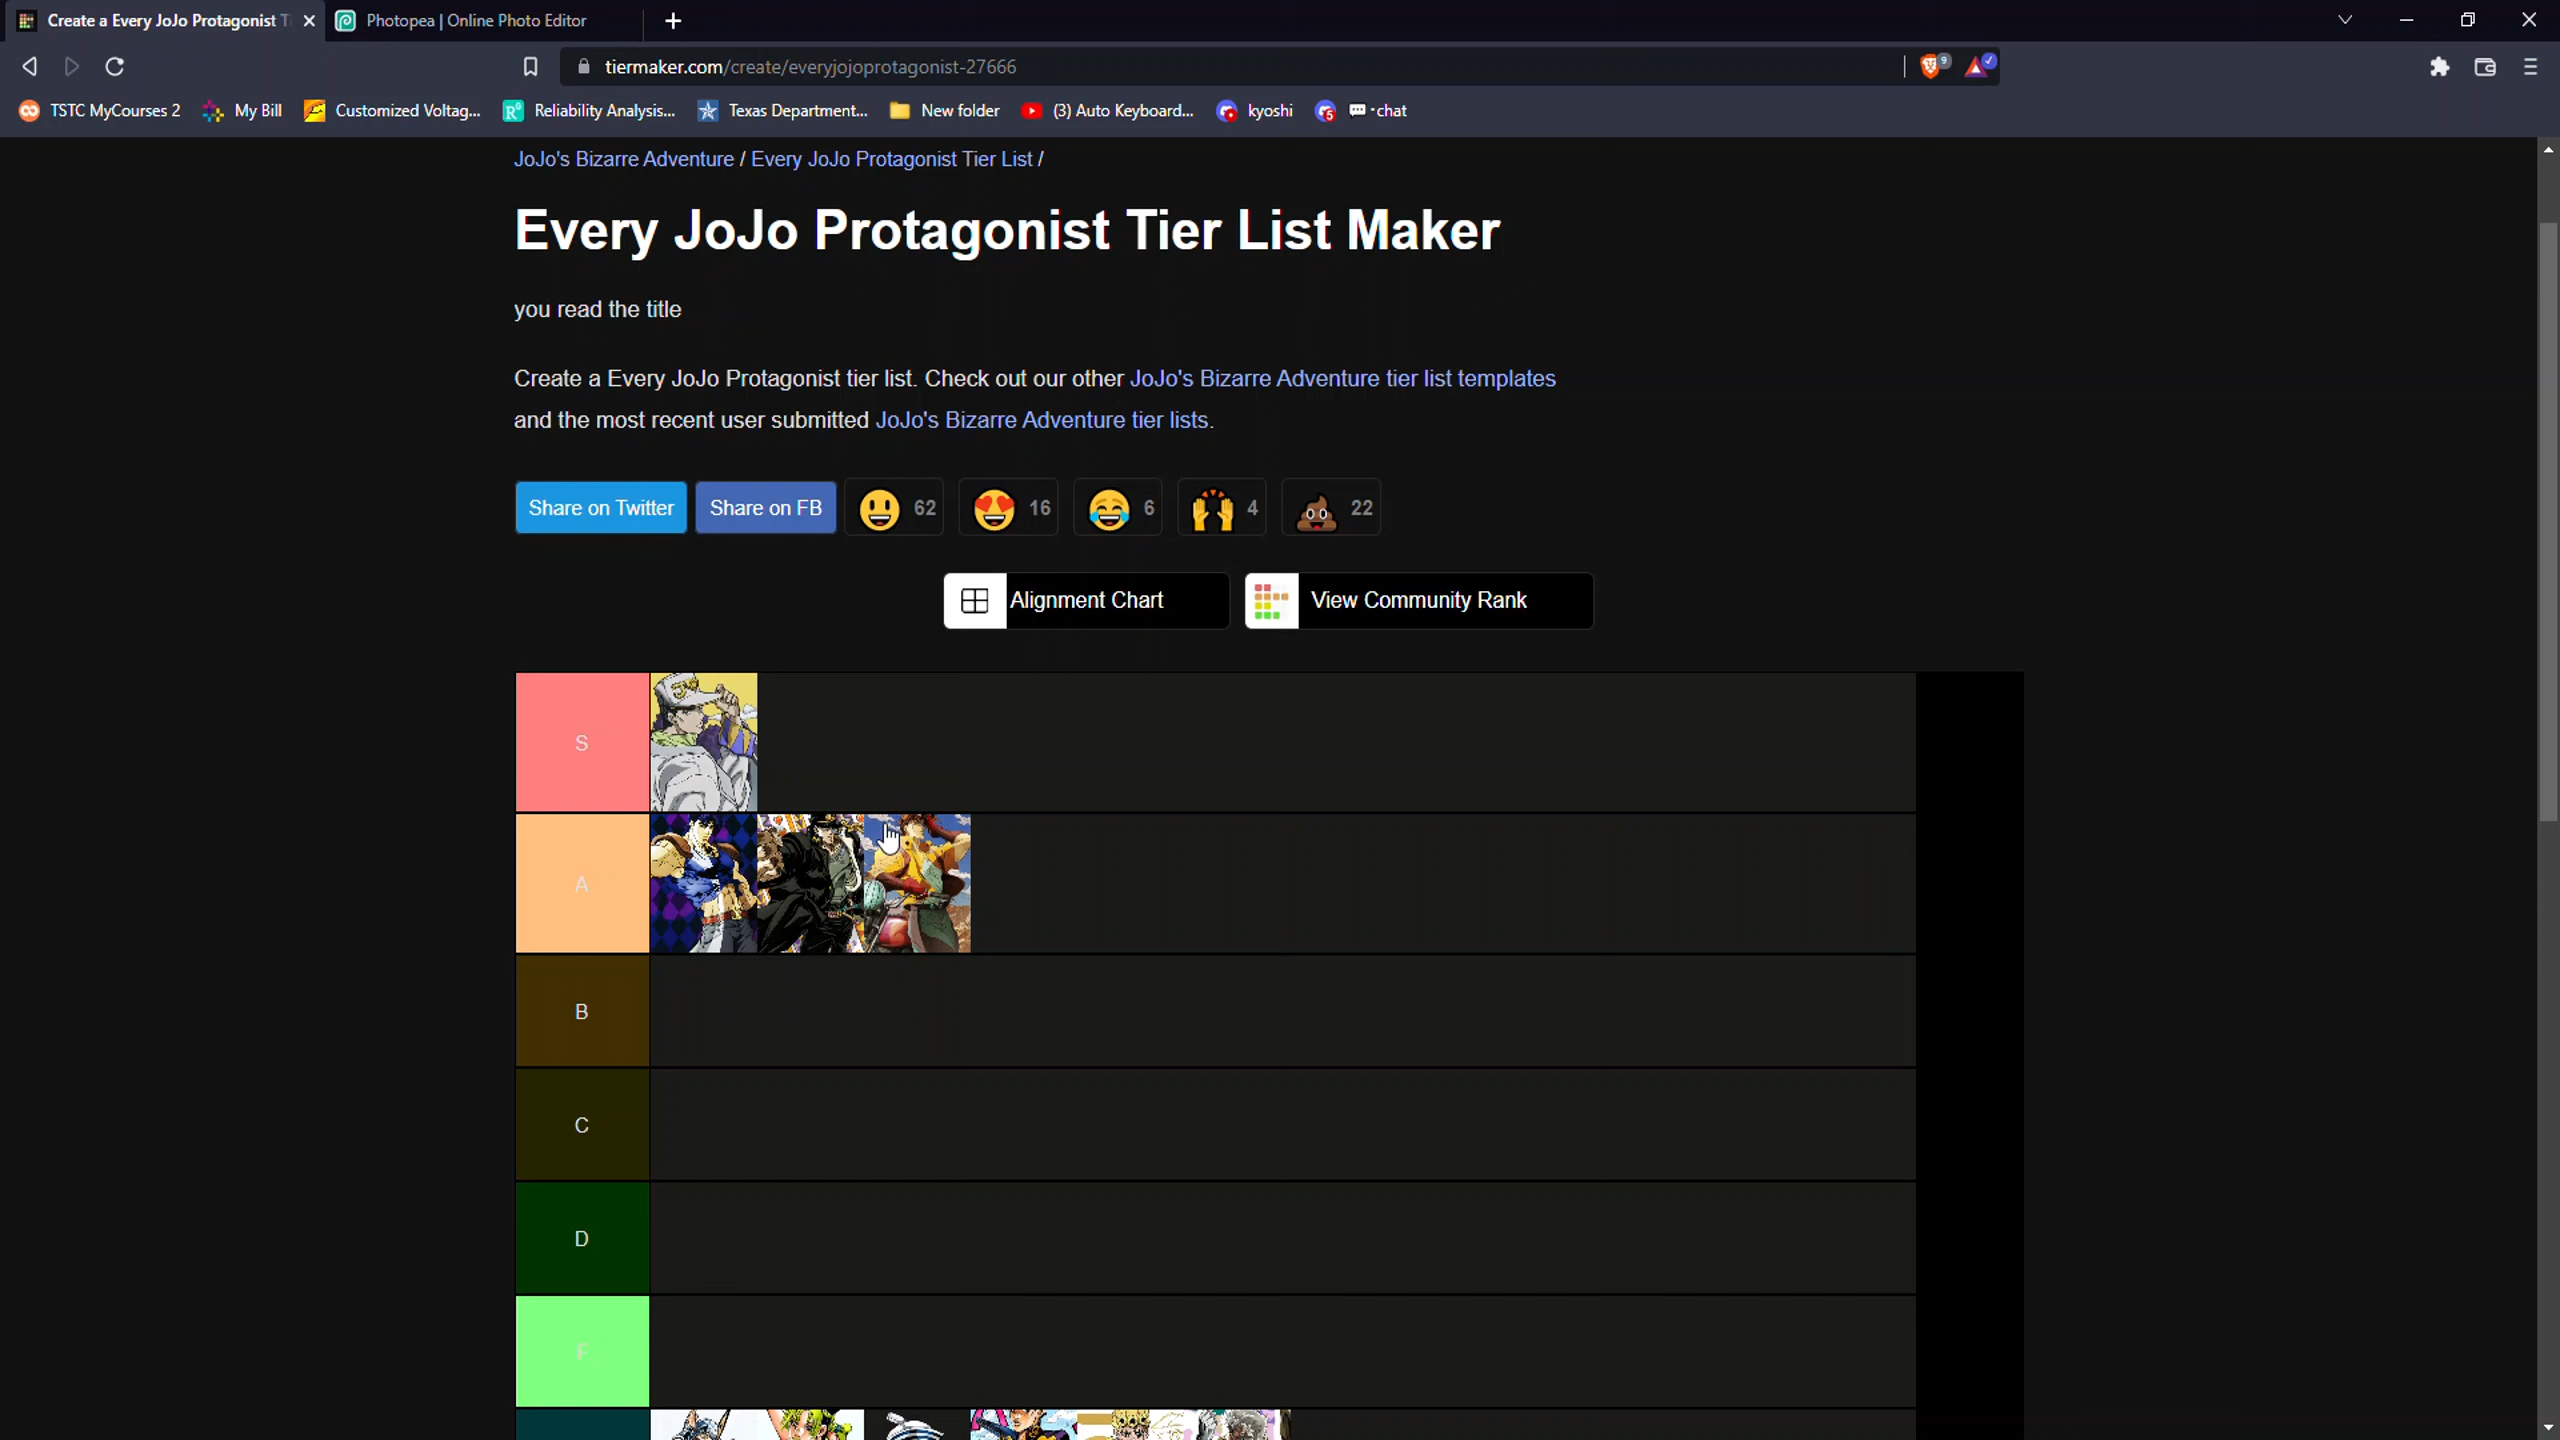 Create a Every JoJo Protagonist T
Photopea | Online Photo Editor
tiermaker.com/create/everyjojoprotagonist-27666
9
TSTC MyCourses 2
My Bill
Customized Voltag...
Reliability Analysis...
Texas Department...
New folder
(3) Auto Keyboard...
kyoshi
5
chat
JoJo's Bizarre Adventure / Every JoJo Protagonist Tier List /
Every JoJo Protagonist Tier List Maker
you read the title
Create a Every JoJo Protagonist tier list. Check out our other JoJo's Bizarre Adventure tier list templates
and the most recent user submitted JoJo's Bizarre Adventure tier lists.
Share on Twitter
Share on FB
62
16
6
4
22
Alignment Chart
View Community Rank
S
A
B
C
D
F